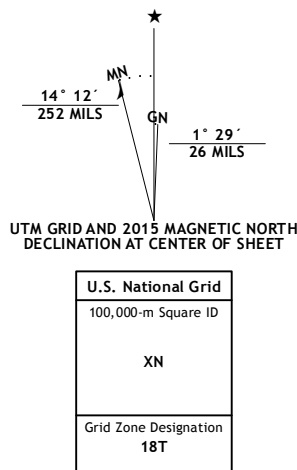 ★
MN
GN
14° 12´
252 MILS
1° 29´
26 MILS
UTM GRID AND 2015 MAGNETIC NORTH
DECLINATION AT CENTER OF SHEET
U.S. National Grid
100,000-m Square ID
XN
Grid Zone Designation
18T